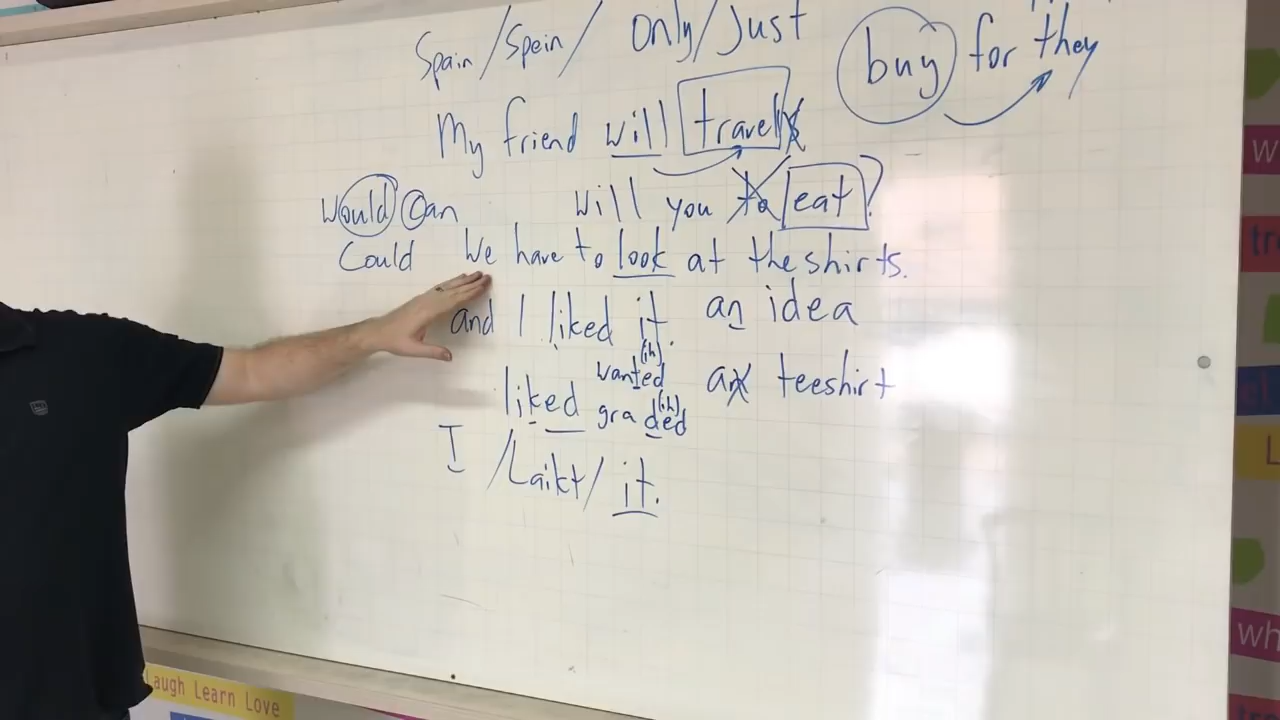 Spain/Spein/ Only/Just
buy for they
My friend will travels
Would Can will you to eat?
Could We have to look at the shirts.
and I liked it. an idea
(ih)
wanted
liked an teeshirt
(ih)
graded
I /Laikt/ it.
Laugh Learn Love
wh
L